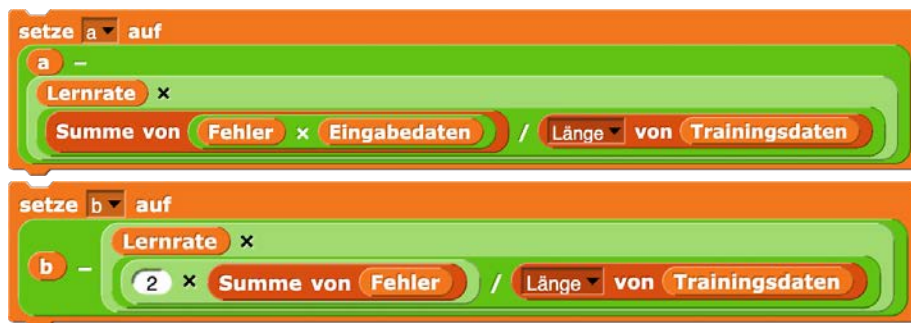 setze a auf
a −
Lernrate ×
Summe von Fehler × Eingabedaten / Länge von Trainingsdaten
setze b auf
Lernrate ×
b −
2 × Summe von Fehler / Länge von Trainingsdaten